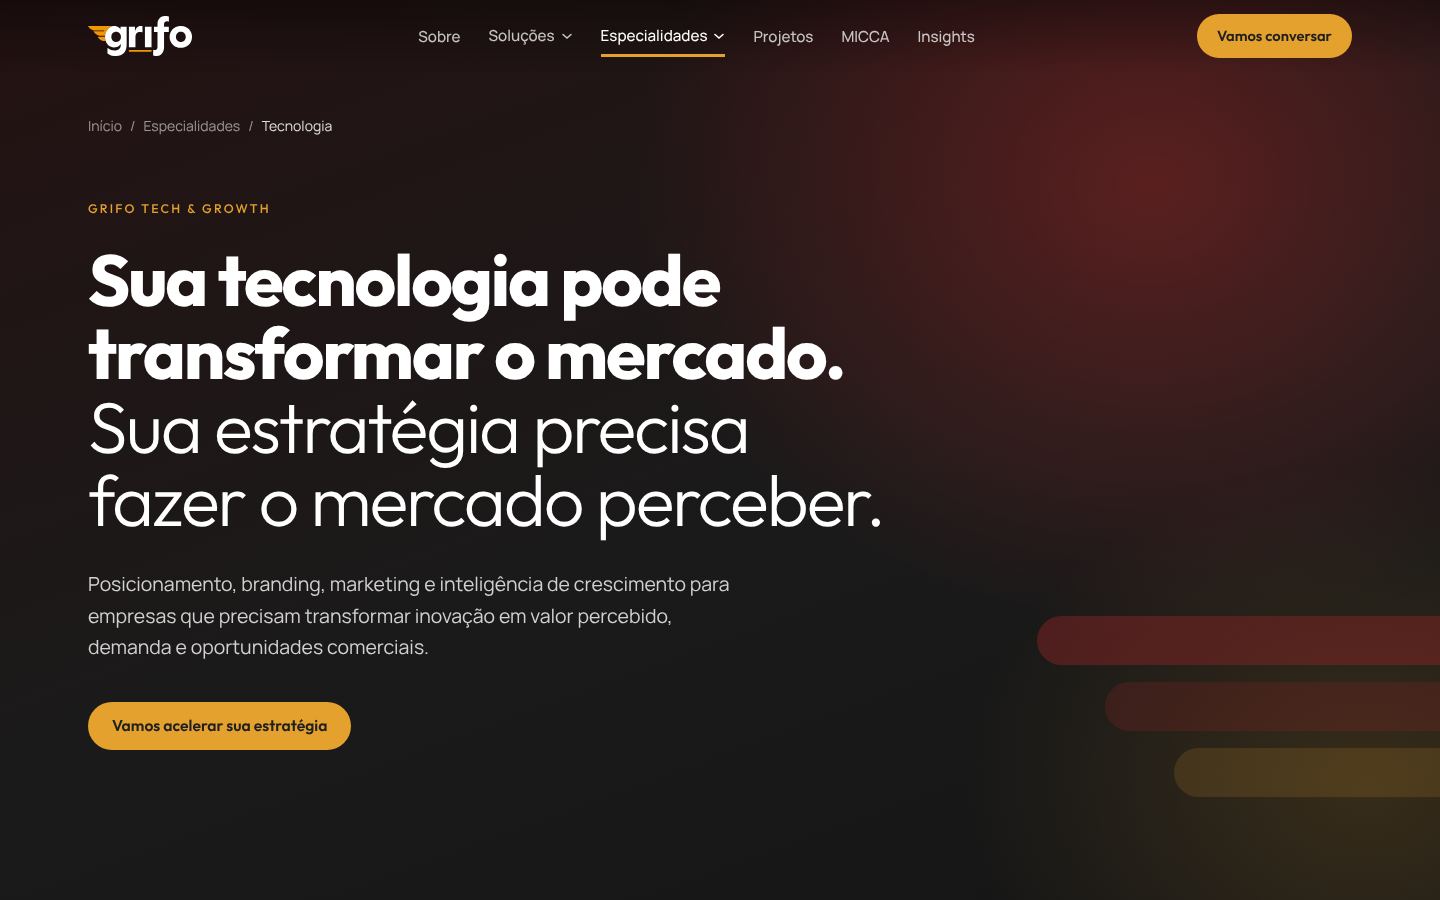 grifo
Sobre
Soluções
Especialidades
Projetos
MICCA
Insights
Vamos conversar
Início / Especialidades / Tecnologia
GRIFO TECH & GROWTH
Sua tecnologia pode
transformar o mercado.
Sua estratégia precisa
fazer o mercado perceber.
Posicionamento, branding, marketing e inteligência de crescimento para
empresas que precisam transformar inovação em valor percebido,
demanda e oportunidades comerciais.
Vamos acelerar sua estratégia